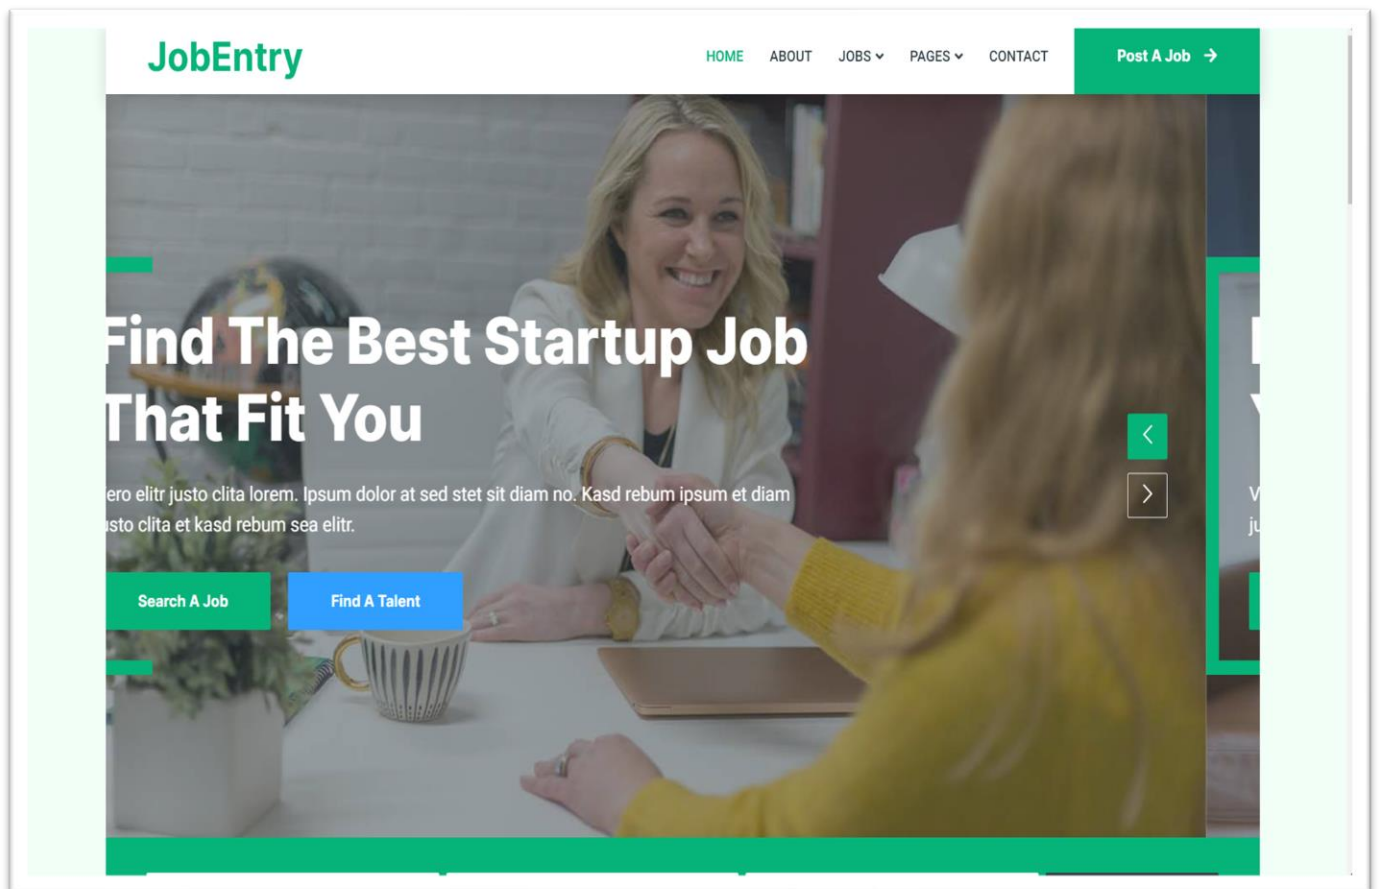 JobEntry
HOME ABOUT JOBS PAGES CONTACT Post A Job
Find The Best Startup Job
That Fit You
ero elitr justo clita lorem. Ipsum dolor at sed stet sit diam no. Kasd rebum ipsum et diam
usto clita et kasd rebum sea elitr.
Search A Job Find A Talent